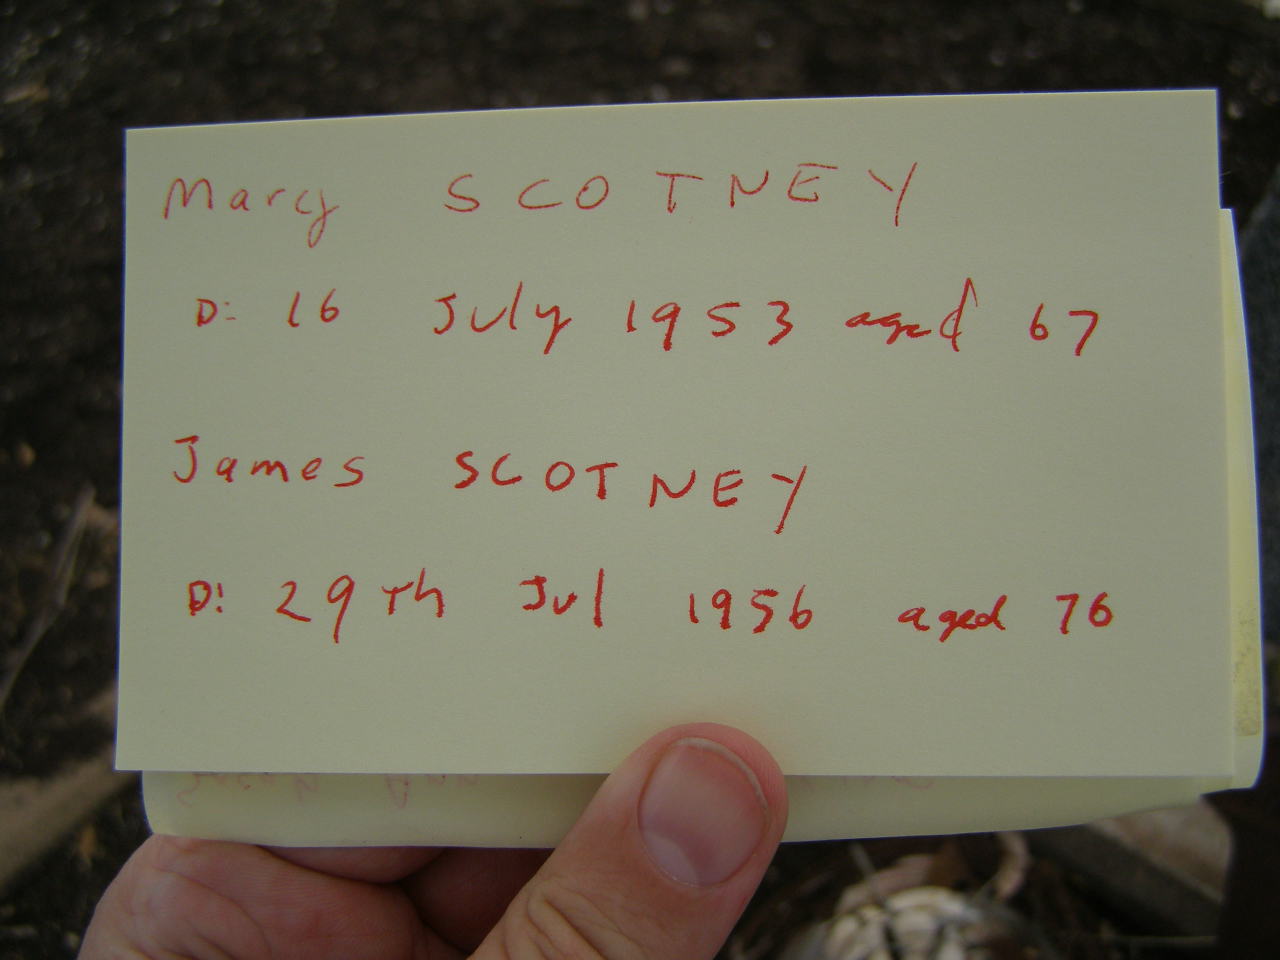 Mary SCOTNEY
D: 16 July 1953 aged 67
James SCOTNEY
D: 29Th Jul 1956 aged 76